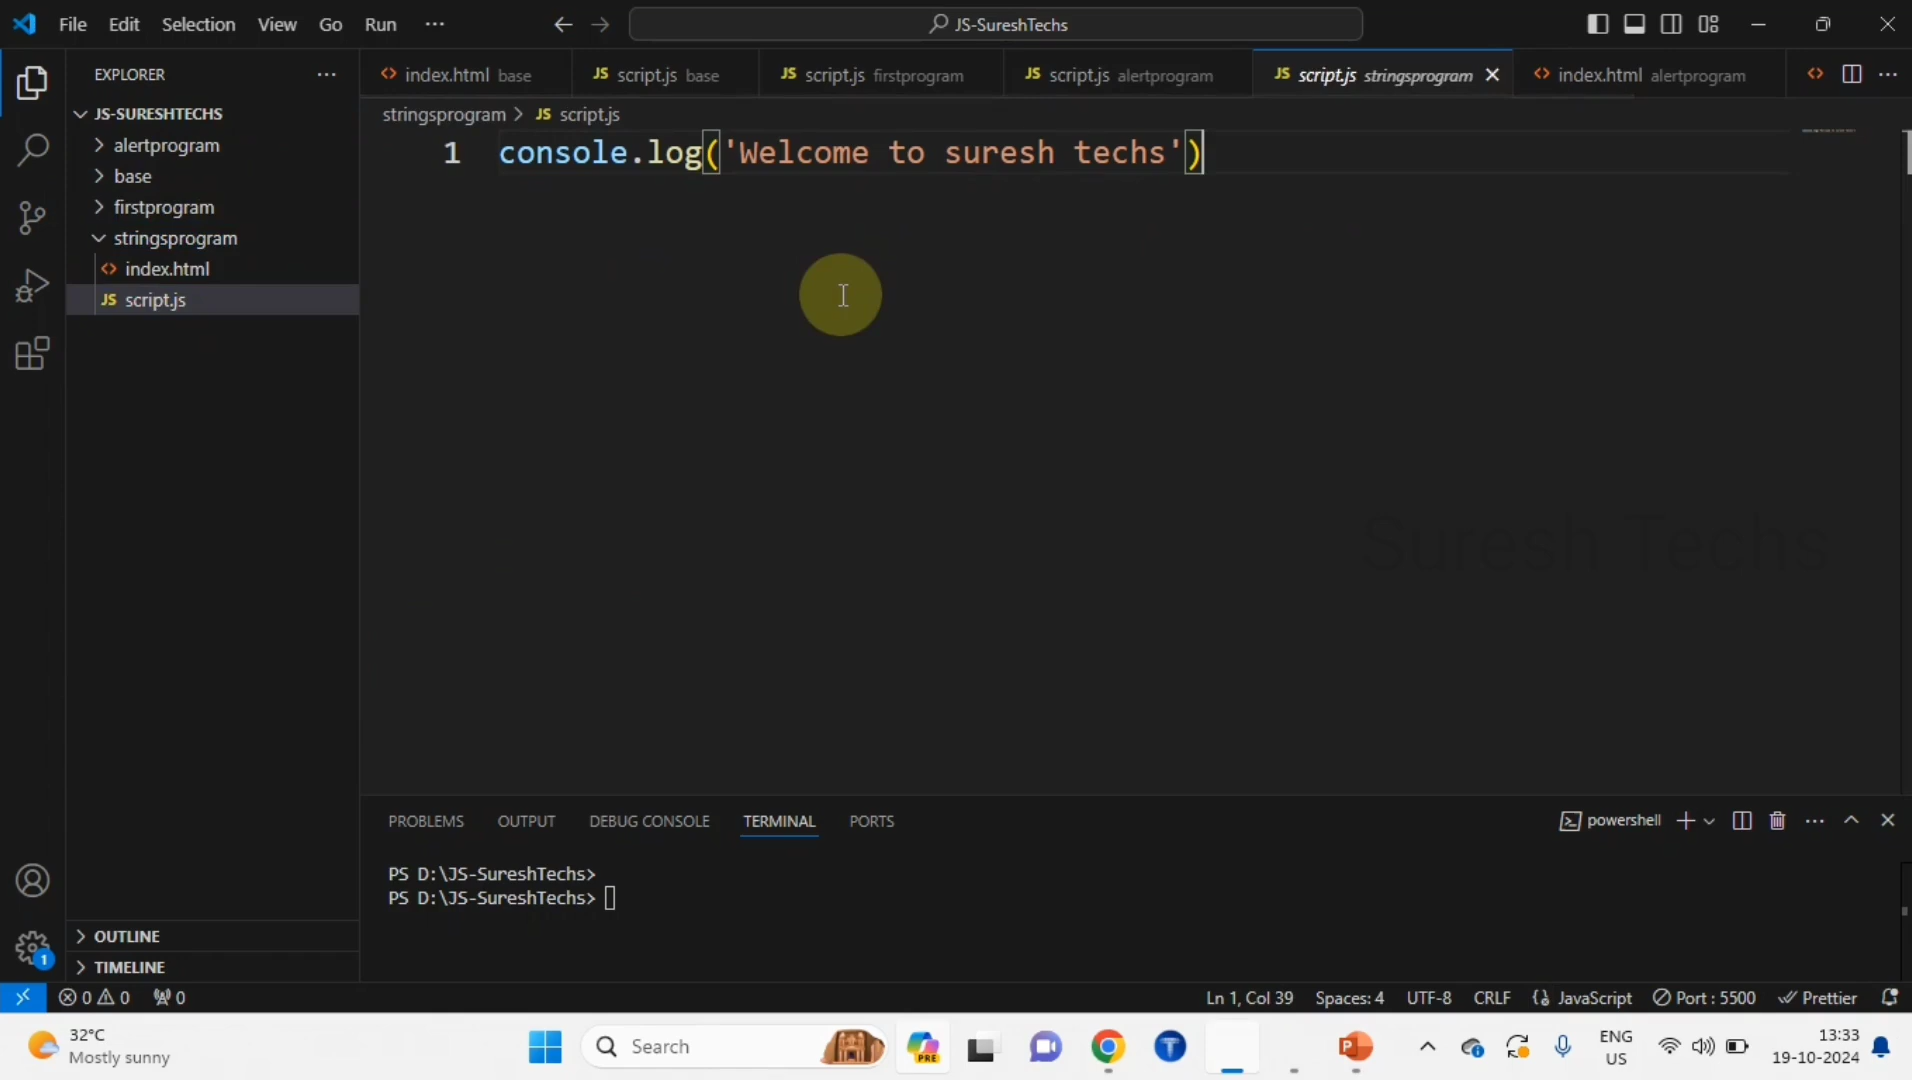 File Edit Selection View Go Run ··· JS-SureshTechs
EXPLORER ···
index.html base JS script.js base JS script.js firstprogram JS script.js alertprogram JS script.js stringsprogram index.html alertprogram ···
JS-SURESHTECHS
alertprogram
base
firstprogram
stringsprogram
index.html
JS script.js
stringsprogram > JS script.js
1 console.log('Welcome to suresh techs')
Suresh Techs
PROBLEMS OUTPUT DEBUG CONSOLE TERMINAL PORTS powershell ···
PS D:\JS-SureshTechs>
PS D:\JS-SureshTechs>
OUTLINE
TIMELINE
1
0 0 0 Ln 1, Col 39 Spaces: 4 UTF-8 CRLF JavaScript Port : 5500 Prettier
32°C
Mostly sunny
Search
PRE
T
P
ENG
US
13:33
19-10-2024